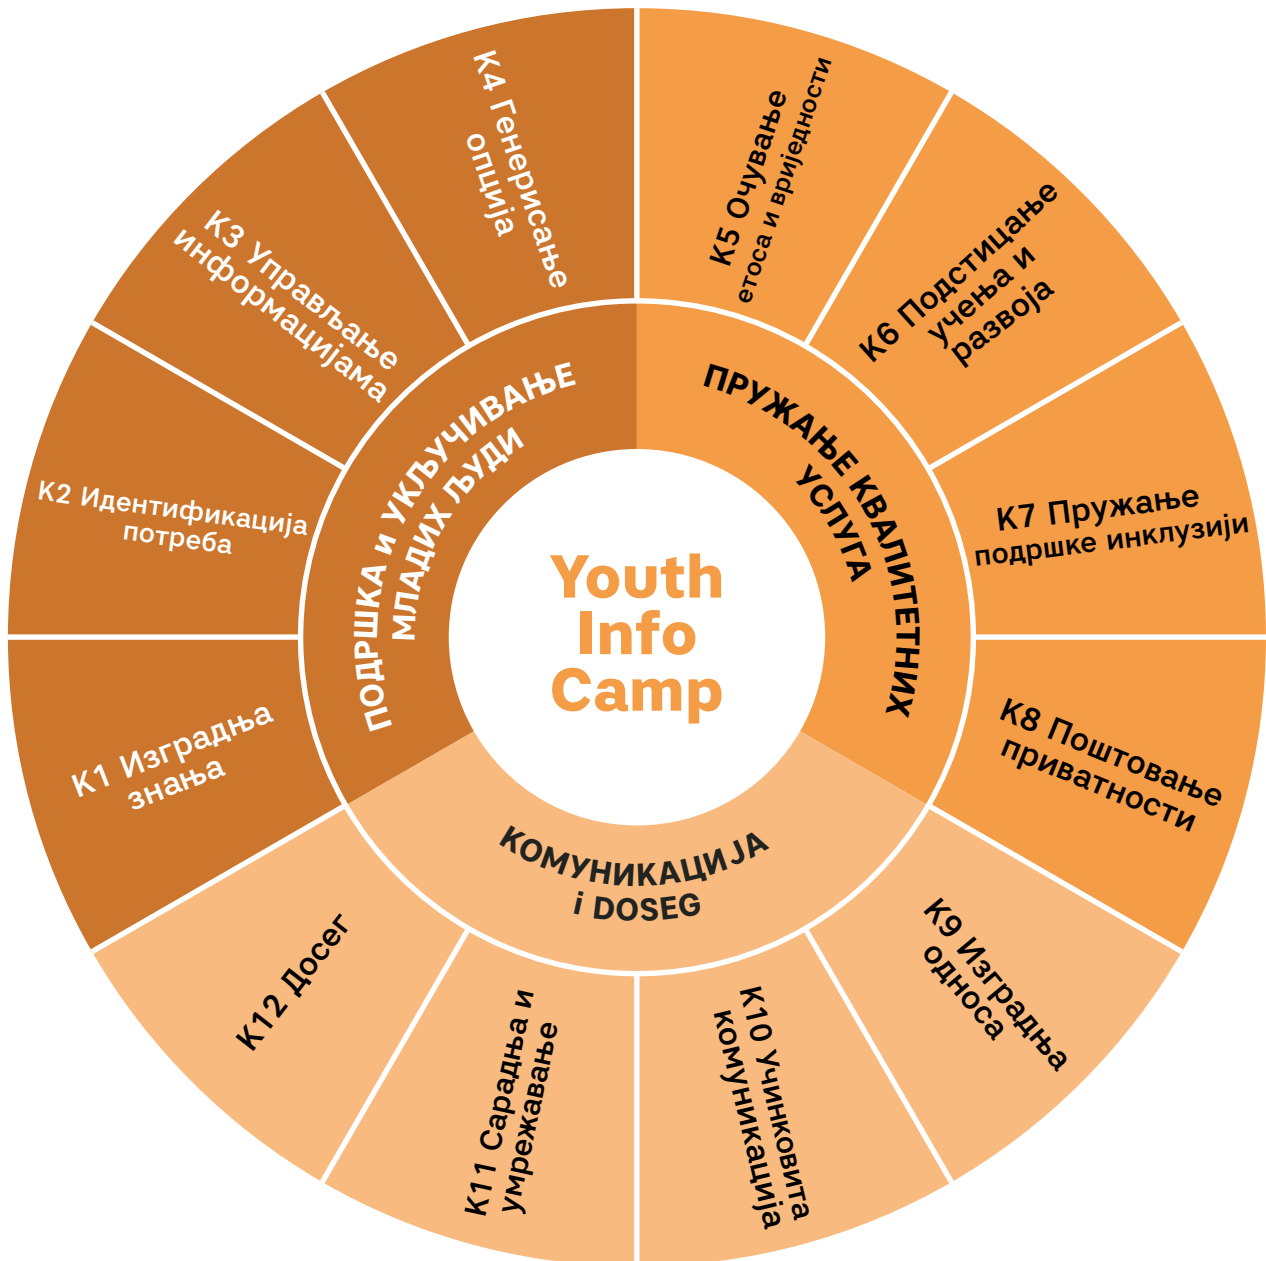 Youth
Info
Camp
ПОДРШКА и УКЉУЧИВАЊЕ
МЛАДИХ ЉУДИ
ПРУЖАЊЕ КВАЛИТЕТНИХ
УСЛУГА
КОМУНИКАЦИЈА
i DOSEG
К1 Изградња
знања
К2 Идентификација
потреба
К3 Управљање
информацијама
К4 Генерисање
опција
К5 Очување
етоса и вриједности
К6 Подстицање
учења и
развоја
К7 Пружање
подршке инклузији
К8 Поштовање
приватности
К9 Изградња
односа
К10 Учинковита
комуникација
К11 Сарадња и
умрежавање
К12 Досег